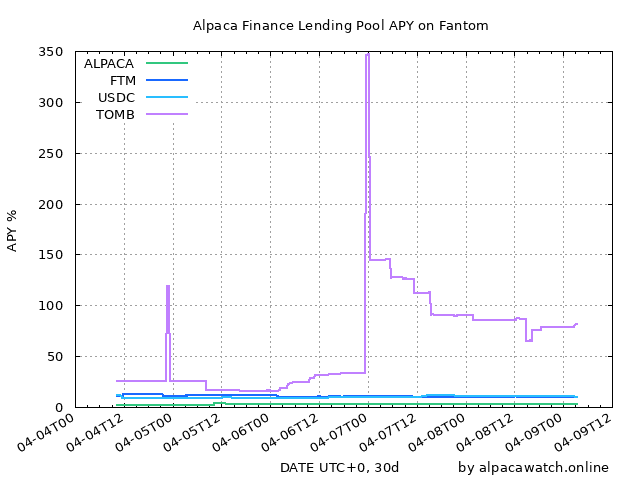 Alpaca Finance Lending Pool APY on Fantom
350
300
250
200
150
100
50
0
APY %
ALPACA
FTM
USDC
TOMB
04-04T00
04-04T12
04-05T00
04-05T12
04-06T00
04-06T12
04-07T00
04-07T12
04-08T00
04-08T12
04-09T00
04-09T12
DATE UTC+0, 30d
by alpacawatch.online